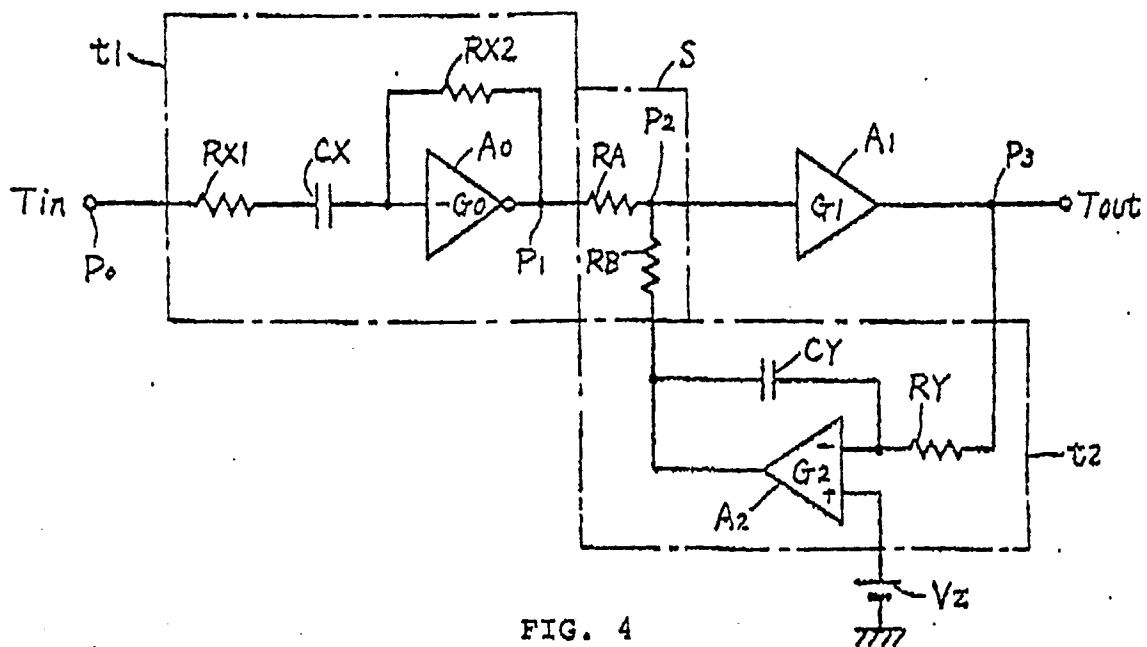 t1
RX2
S
P2
A0
A1
RX1
CX
RA
P3
Tin
-G0
G1
Tout
P0
P1
RB
CY
RY
-
G2
+
t2
A2
Vz
FIG. 4